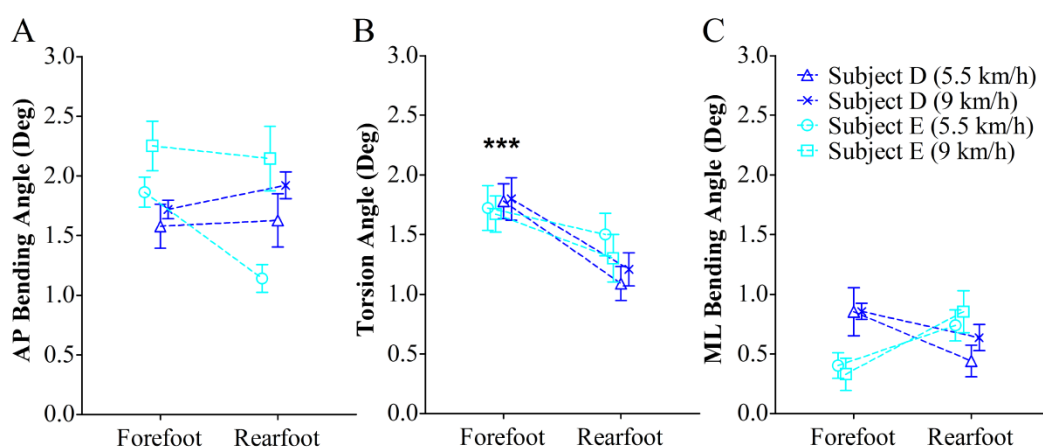 A
AP Bending Angle (Deg)
3.0
2.5
2.0
1.5
1.0
0.5
0.0
Forefoot Rearfoot
B
Torsion Angle (Deg)
3.0
2.5
2.0
1.5
1.0
0.5
0.0
***
Forefoot Rearfoot
C
ML Bending Angle (Deg)
3.0
2.5
2.0
1.5
1.0
0.5
0.0
Subject D (5.5 km/h)
Subject D (9 km/h)
Subject E (5.5 km/h)
Subject E (9 km/h)
Forefoot Rearfoot